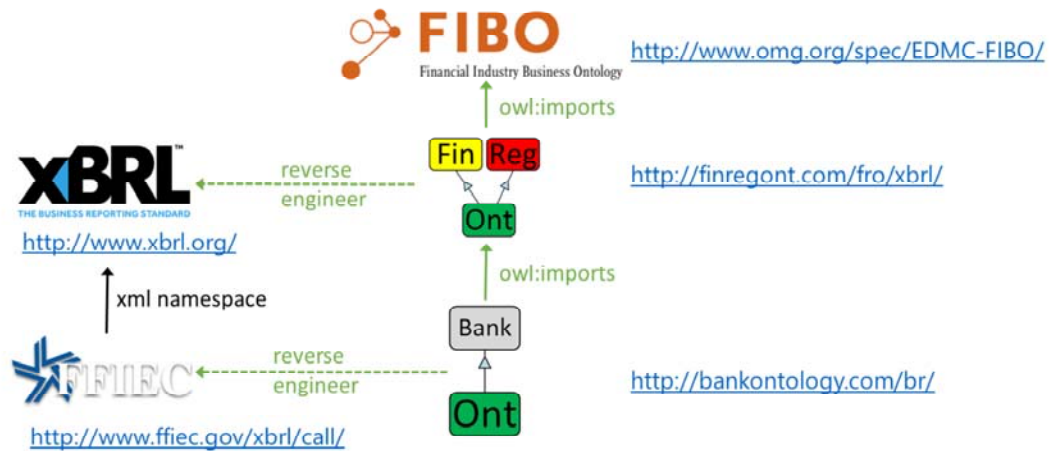 FIBO
Financial Industry Business Ontology
http://www.omg.org/spec/EDMC-FIBO/
owl:imports
XBRL™
THE BUSINESS REPORTING STANDARD
http://www.xbrl.org/
reverse
engineer
Fin Reg
Ont
http://finregont.com/fro/xbrl/
owl:imports
xml namespace
FFIEC
http://www.ffiec.gov/xbrl/call/
reverse
engineer
Bank
Ont
http://bankontology.com/br/